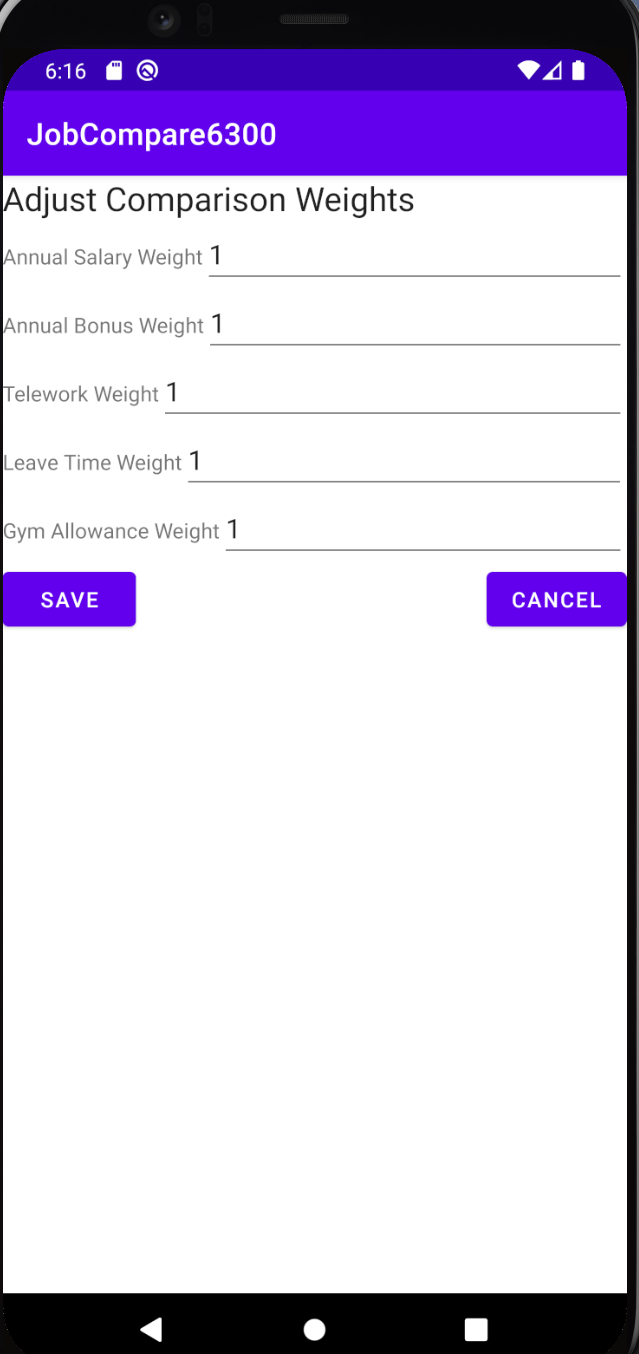 6:16
JobCompare6300
Adjust Comparison Weights
Annual Salary Weight 1
Annual Bonus Weight 1
Telework Weight 1
Leave Time Weight 1
Gym Allowance Weight 1
SAVE CANCEL